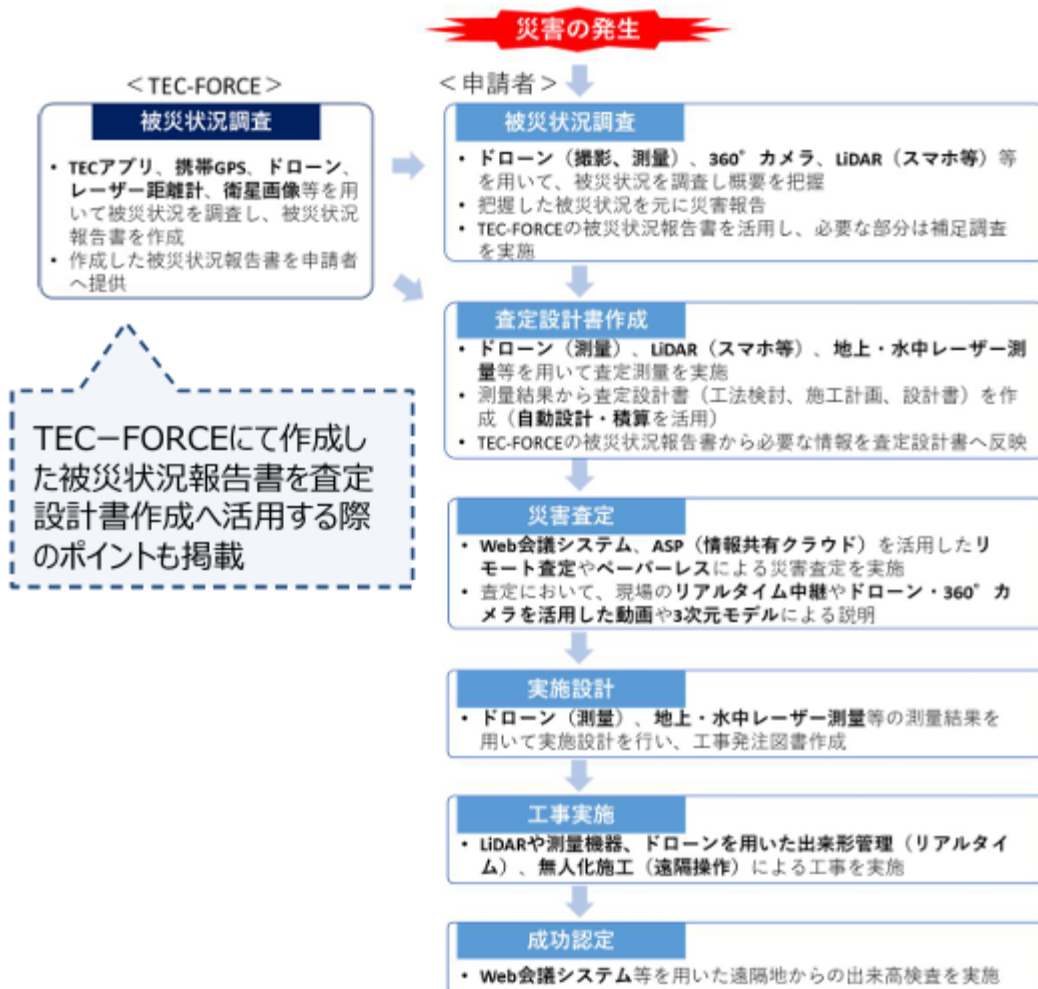 災害の発生
＜TEC-FORCE＞
被災状況調査
• TECアプリ、携帯GPS、ドローン、
レーザー距離計、衛星画像等を用
いて被災状況を調査し、被災状況
報告書を作成
• 作成した被災状況報告書を申請者
へ提供
TEC－FORCEにて作成し
た被災状況報告書を査定
設計書作成へ活用する際
のポイントも掲載
＜申請者＞
被災状況調査
• ドローン（撮影、測量）、360°カメラ、LiDAR（スマホ等）等
を用いて、被災状況を調査し概要を把握
• 把握した被災状況を元に災害報告
• TEC-FORCEの被災状況報告書を活用し、必要な部分は補足調査
を実施
査定設計書作成
• ドローン（測量）、LiDAR（スマホ等）、地上・水中レーザー測
量等を用いて査定測量を実施
• 測量結果から査定設計書（工法検討、施工計画、設計書）を作
成（自動設計・積算を活用）
• TEC-FORCEの被災状況報告書から必要な情報を査定設計書へ反映
災害査定
• Web会議システム、ASP（情報共有クラウド）を活用したリ
モート査定やペーパーレスによる災害査定を実施
• 査定において、現場のリアルタイム中継やドローン・360°カ
メラを活用した動画や3次元モデルによる説明
実施設計
• ドローン（測量）、地上・水中レーザー測量等の測量結果を
用いて実施設計を行い、工事発注図書作成
工事実施
• LiDARや測量機器、ドローンを用いた出来形管理（リアルタイ
ム）、無人化施工（遠隔操作）による工事を実施
成功認定
• Web会議システム等を用いた遠隔地からの出来高検査を実施